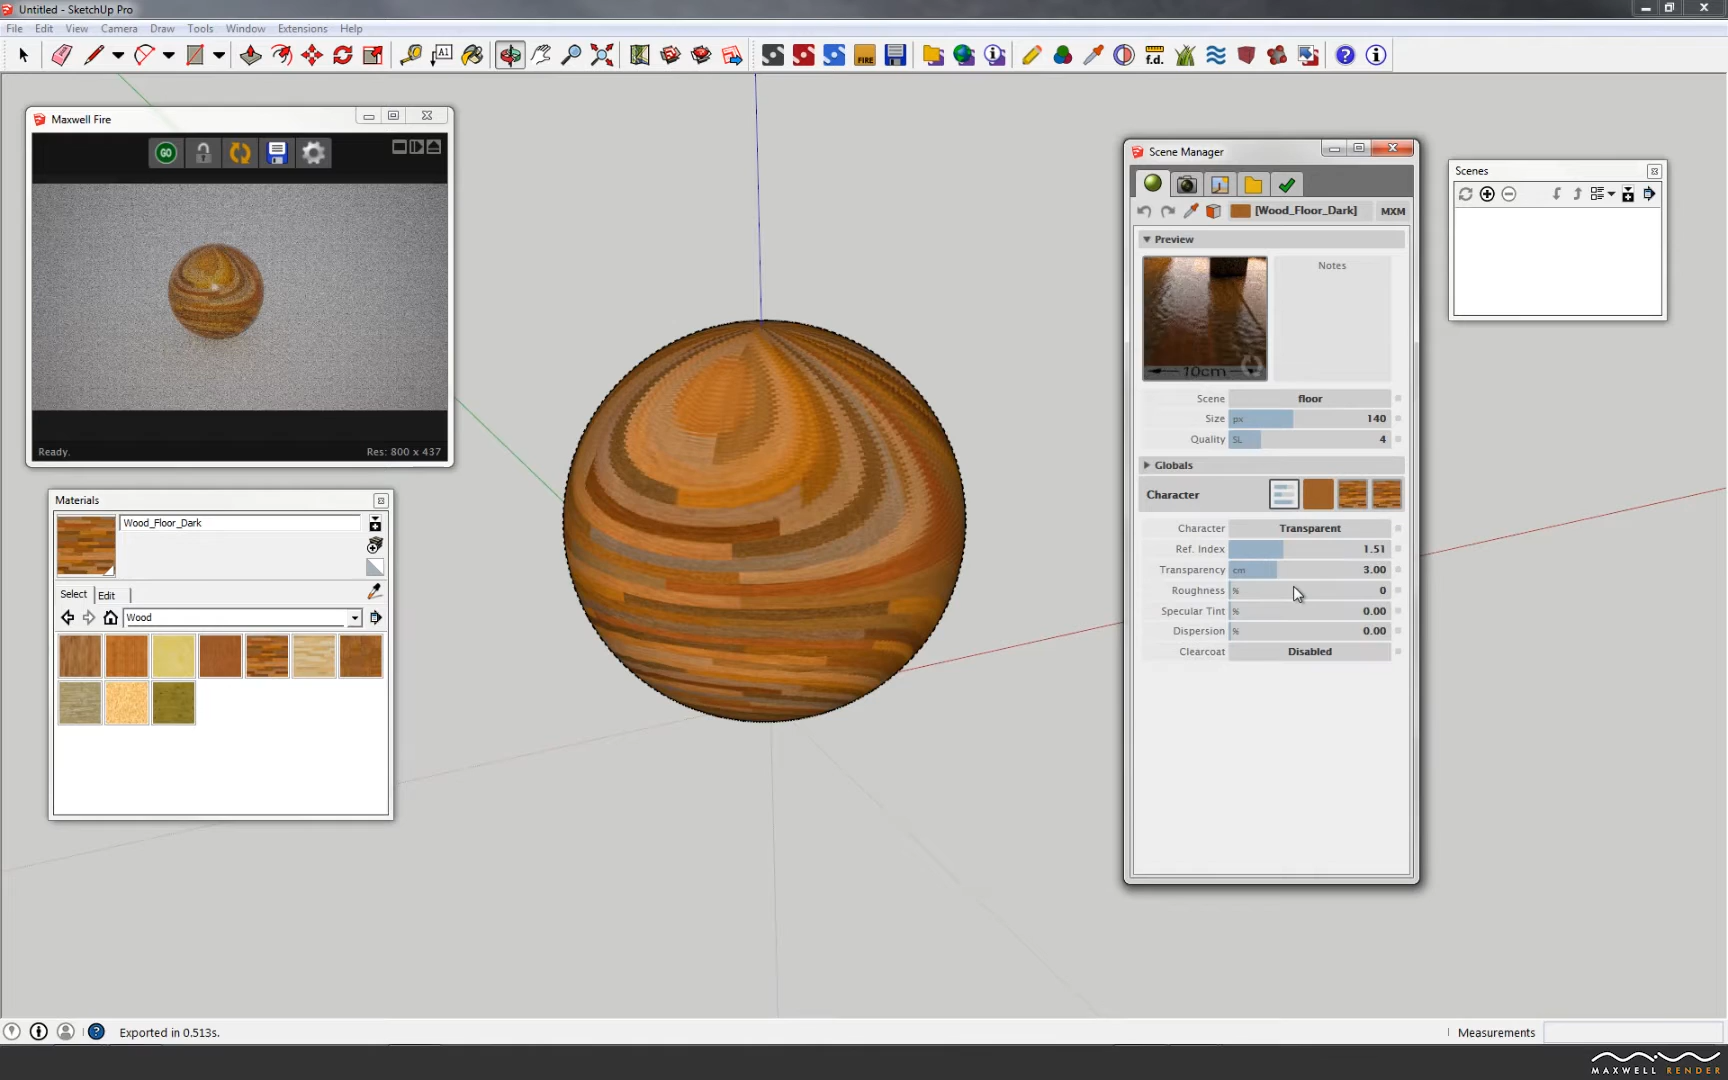 Untitled - SketchUp Pro
File Edit View Camera Draw Tools Window Extensions Help
A1
FIRE
f.d.
Maxwell Fire
GO
Ready. Res: 800 x 437
Materials
Wood_Floor_Dark
Select Edit
Wood
Scene Manager
[Wood_Floor_Dark] MXM
Preview
Notes
10cm
Scene floor
Size px 140
Quality SL 4
Globals
Character
Character Transparent
Ref. Index 1.51
Transparency cm 3.00
Roughness % 0
Specular Tint % 0.00
Dispersion % 0.00
Clearcoat Disabled
Scenes
Exported in 0.513s.
Measurements
MAXWELL RENDER